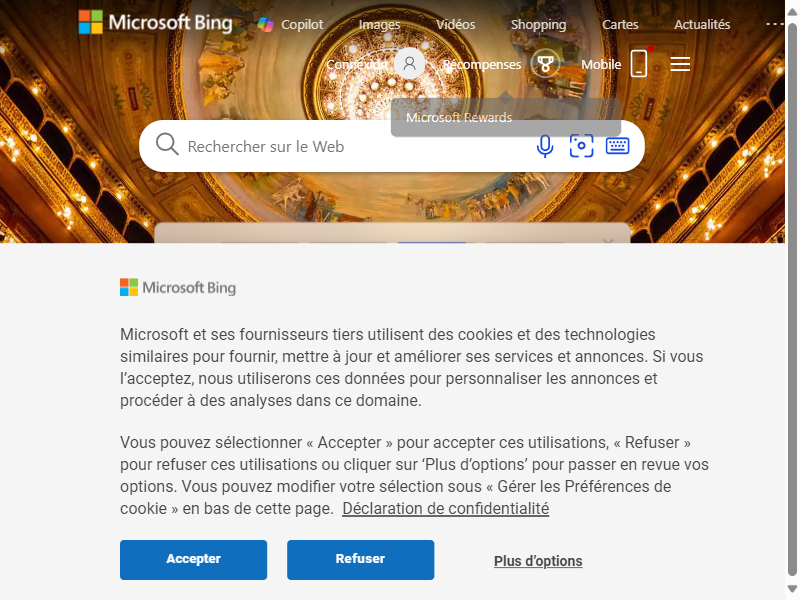 Microsoft Bing
Copilot
Images
Vidéos
Shopping
Cartes
Actualités
Connexion
Récompenses
Mobile
Microsoft Rewards
Rechercher sur le Web
Microsoft Bing
Microsoft et ses fournisseurs tiers utilisent des cookies et des technologies
similaires pour fournir, mettre à jour et améliorer ses services et annonces. Si vous
l’acceptez, nous utiliserons ces données pour personnaliser les annonces et
procéder à des analyses dans ce domaine.
Vous pouvez sélectionner « Accepter » pour accepter ces utilisations, « Refuser »
pour refuser ces utilisations ou cliquer sur ‘Plus d’options’ pour passer en revue vos
options. Vous pouvez modifier votre sélection sous « Gérer les Préférences de
cookie » en bas de cette page. Déclaration de confidentialité
Accepter
Refuser
Plus d’options